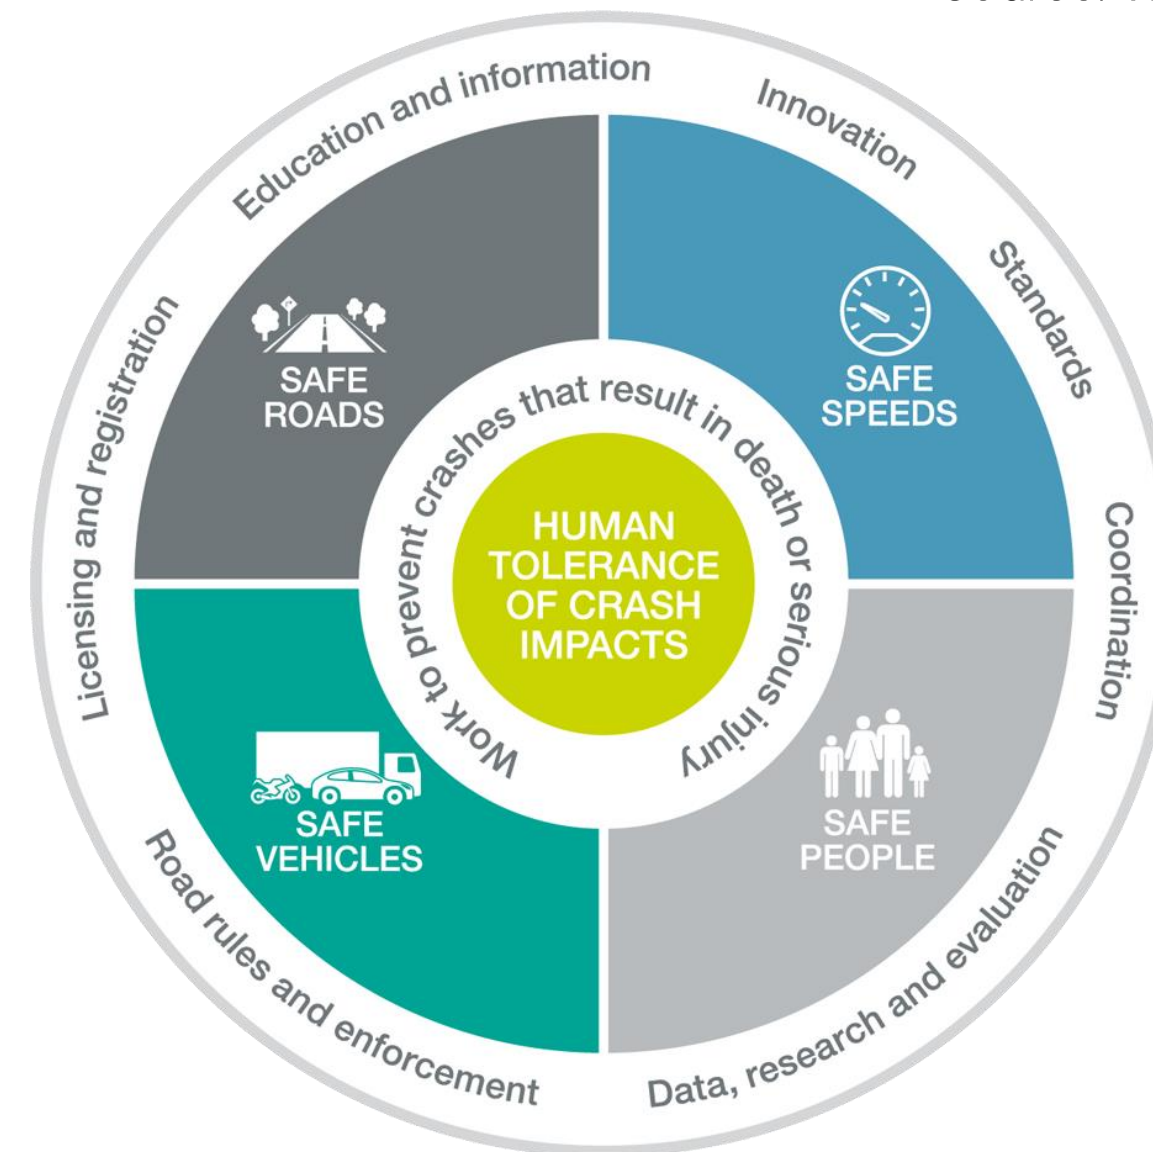 Education and information
Innovation
Standards
Coordination
Data, research and evaluation
Road rules and enforcement
Licensing and registration
SAFE
ROADS
SAFE
SPEEDS
SAFE
PEOPLE
SAFE
VEHICLES
Work to prevent crashes that result in death or serious injury
HUMAN
TOLERANCE
OF CRASH
IMPACTS